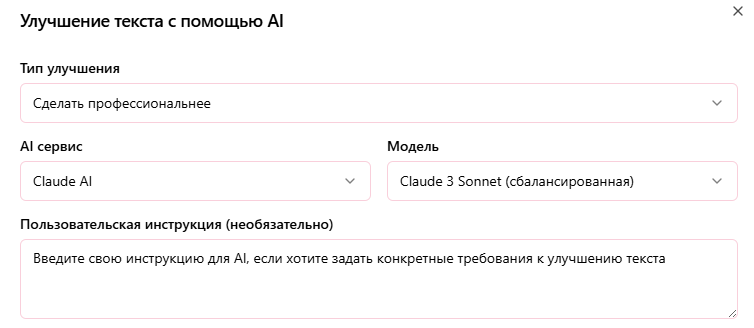 Улучшение текста с помощью AI
Тип улучшения
Сделать профессиональнее
AI сервис
Модель
Claude AI
Claude 3 Sonnet (сбалансированная)
Пользовательская инструкция (необязательно)
Введите свою инструкцию для AI, если хотите задать конкретные требования к улучшению текста